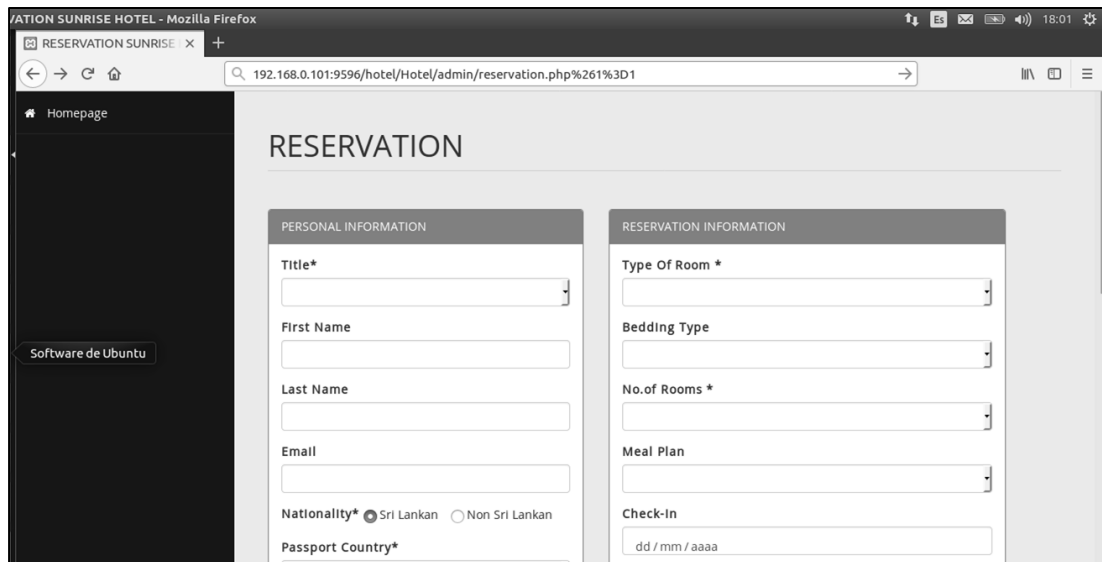 /ATION SUNRISE HOTEL - Mozilla Firefox
Es
18:01
RESERVATION SUNRISE
192.168.0.101:9596/hotel/Hotel/admin/reservation.php%261%3D1
Homepage
RESERVATION
PERSONAL INFORMATION
Title*
First Name
Last Name
Email
Nationality* Sri Lankan Non Sri Lankan
Passport Country*
RESERVATION INFORMATION
Type Of Room *
Bedding Type
No.of Rooms *
Meal Plan
Check-In
dd / mm / aaaa
Software de Ubuntu